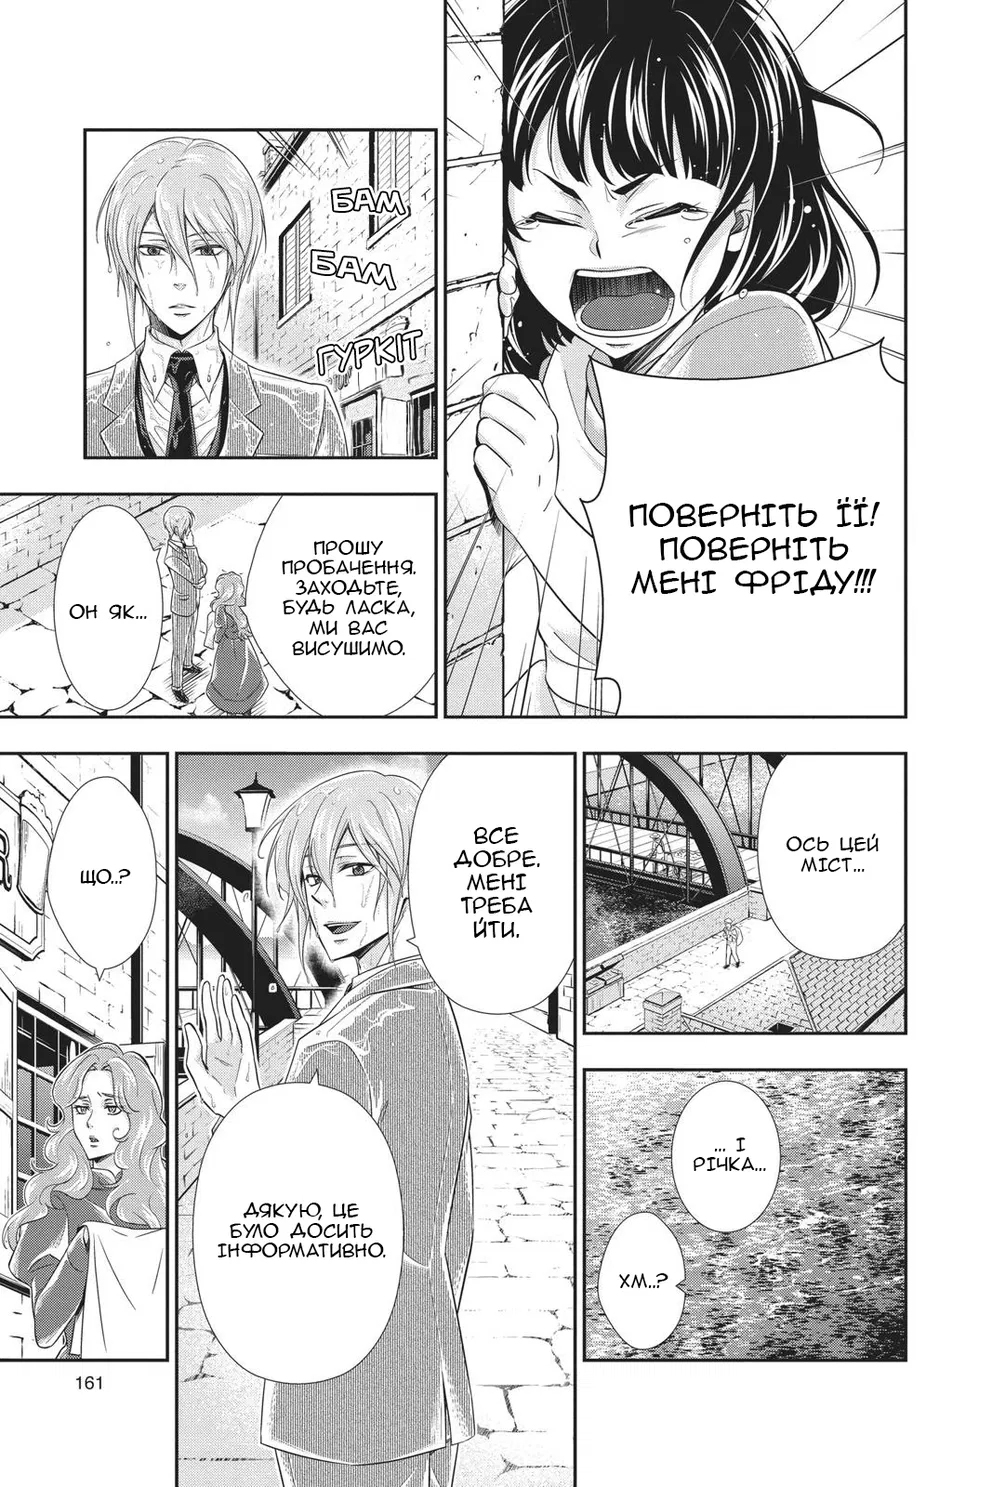 ПОВЕРНІТЬ ЇЇ!
ПОВЕРНІТЬ
МЕНІ ФРІДУ!!!
БАМ
БАМ
ГУРКІТ
ПРОШУ
ПРОБАЧЕННЯ.
ЗАХОДЬТЕ,
БУДЬ ЛАСКА,
МИ ВАС
ВИСУШИМО.
ОН ЯК...
ОСЬ ЦЕЙ
МІСТ...
... І
РІЧКА...
ХМ..?
ВСЕ
ДОБРЕ.
МЕНІ
ТРЕБА
ЙТИ.
ДЯКУЮ, ЦЕ
БУЛО ДОСИТЬ
ІНФОРМАТИВНО.
ЩО..?
161